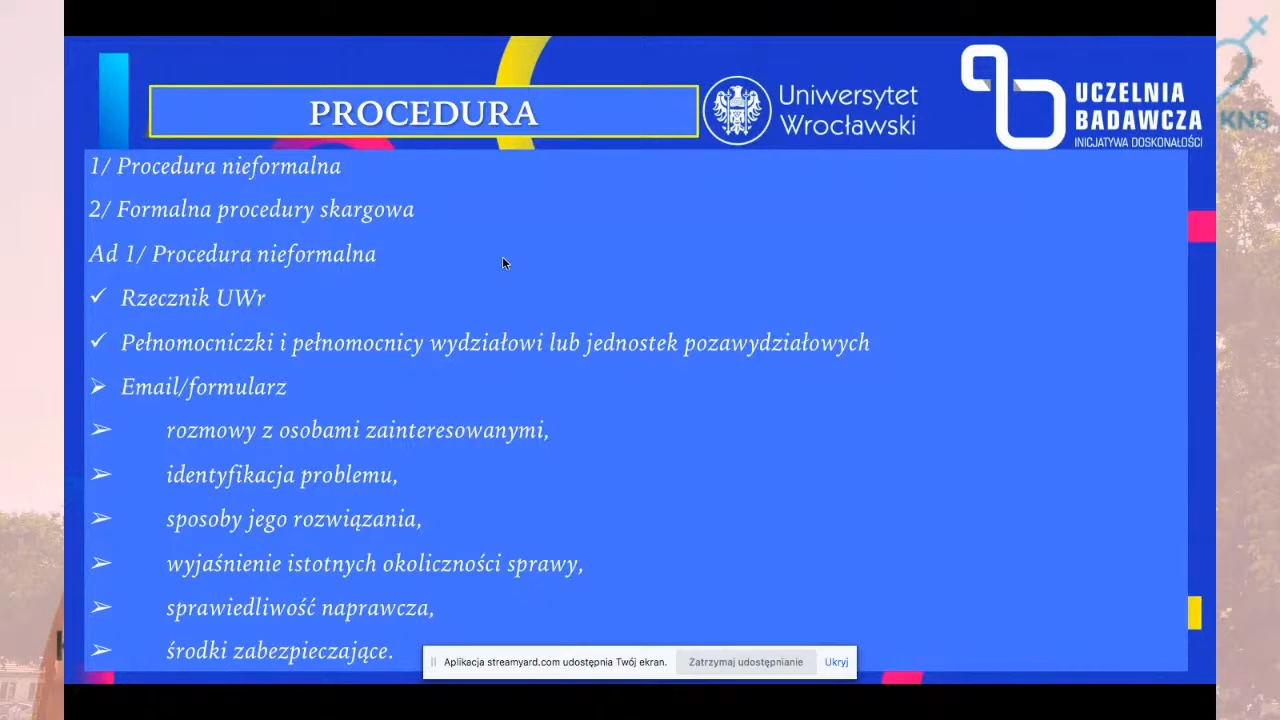 PROCEDURA
Uniwersytet
Wrocławski
UCZELNIA
BADAWCZA
INICJATYWA DOSKONAŁOŚCI
KNS
1/ Procedura nieformalna
2/ Formalna procedury skargowa
Ad 1/ Procedura nieformalna
✓ Rzecznik UWr
✓ Pełnomocniczki i pełnomocnicy wydziałowi lub jednostek pozawydziałowych
➢ Email/formularz
➢ rozmowy z osobami zainteresowanymi,
➢ identyfikacja problemu,
➢ sposoby jego rozwiązania,
➢ wyjaśnienie istotnych okoliczności sprawy,
➢ sprawiedliwość naprawcza,
➢ środki zabezpieczające.
Aplikacja streamyard.com udostępnia Twój ekran. Zatrzymaj udostępnianie Ukryj